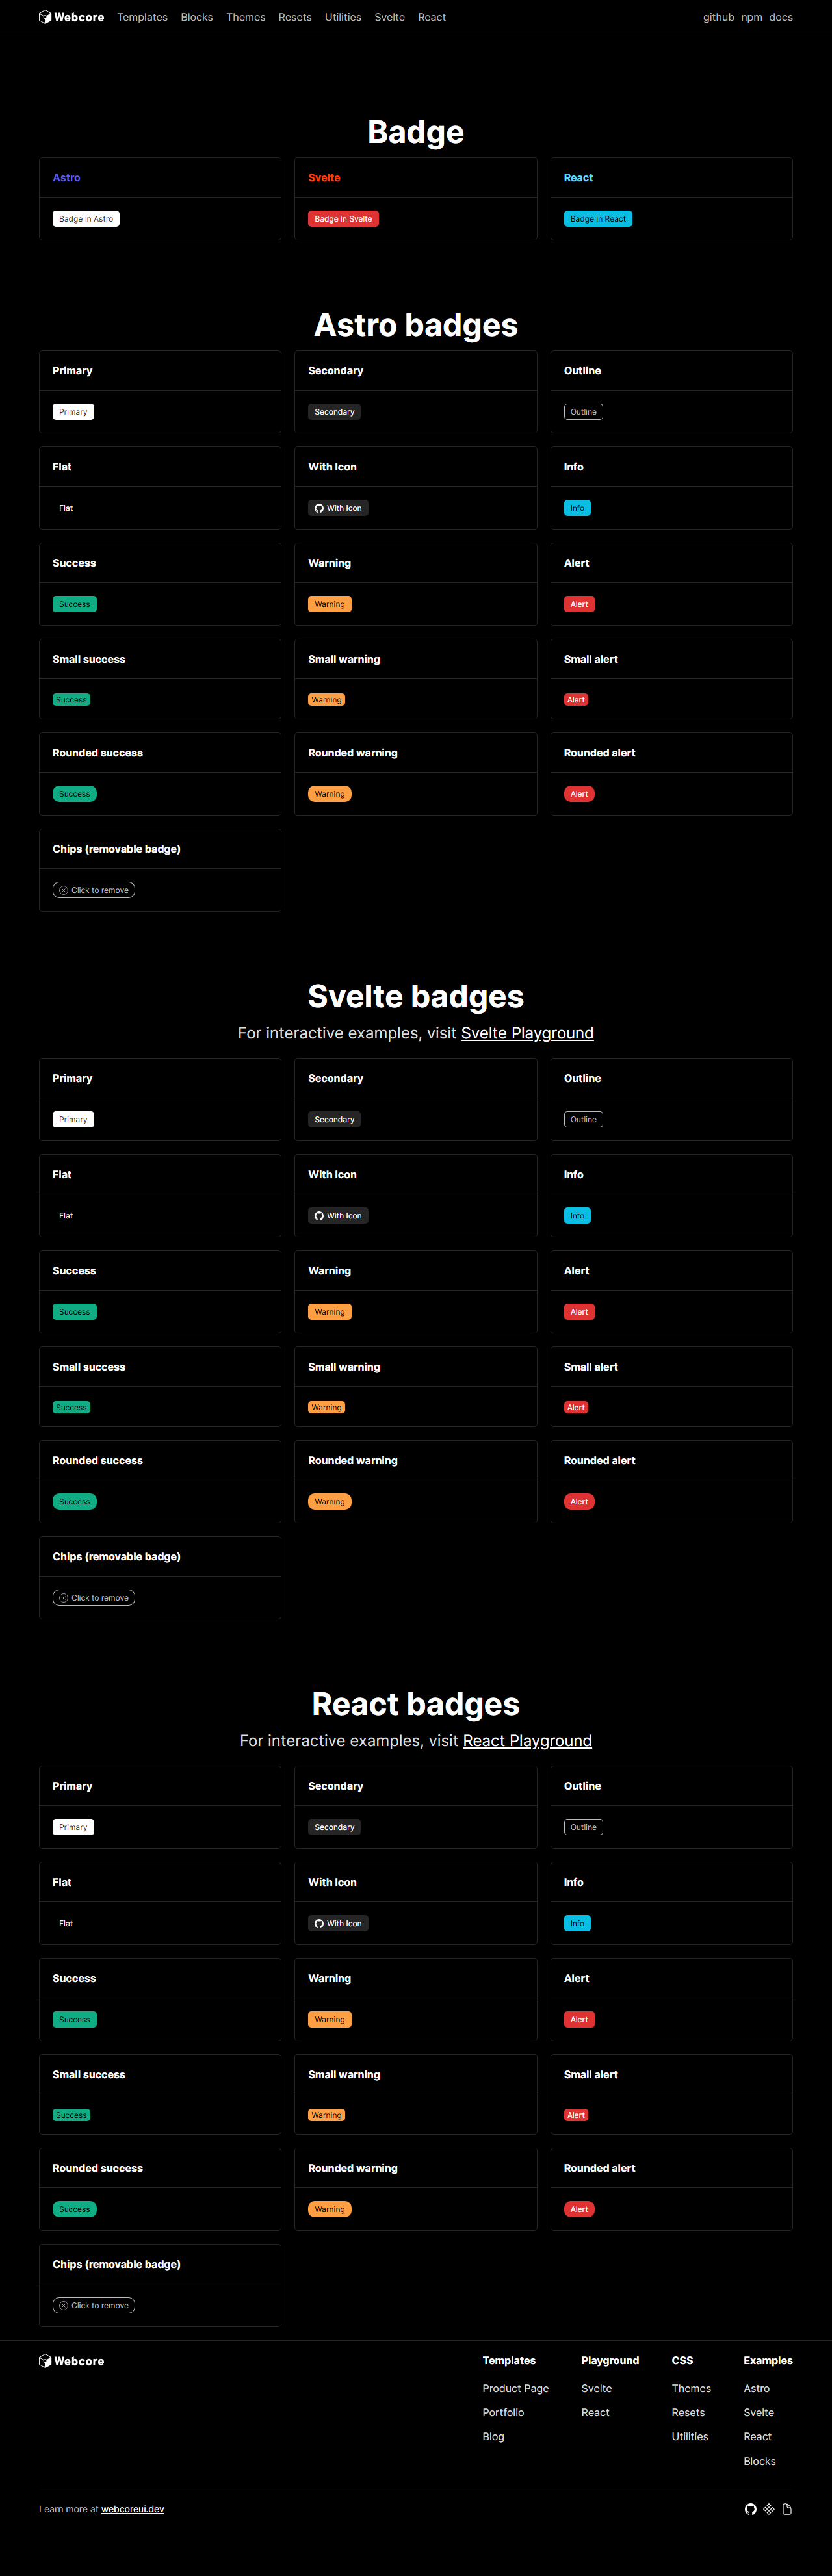 Webcore Templates Blocks Themes Resets Utilities Svelte React github npm docs
Badge
Astro Svelte React
Badge in Astro Badge in Svelte Badge in React
Astro badges
Primary Secondary Outline
Primary Secondary Outline
Flat With Icon Info
Flat With Icon Info
Success Warning Alert
Success Warning Alert
Small success Small warning Small alert
Success Warning Alert
Rounded success Rounded warning Rounded alert
Success Warning Alert
Chips (removable badge)
Click to remove
Svelte badges
For interactive examples, visit Svelte Playground
Primary Secondary Outline
Primary Secondary Outline
Flat With Icon Info
Flat With Icon Info
Success Warning Alert
Success Warning Alert
Small success Small warning Small alert
Success Warning Alert
Rounded success Rounded warning Rounded alert
Success Warning Alert
Chips (removable badge)
Click to remove
React badges
For interactive examples, visit React Playground
Primary Secondary Outline
Primary Secondary Outline
Flat With Icon Info
Flat With Icon Info
Success Warning Alert
Success Warning Alert
Small success Small warning Small alert
Success Warning Alert
Rounded success Rounded warning Rounded alert
Success Warning Alert
Chips (removable badge)
Click to remove
Webcore Templates Playground CSS Examples
Product Page Svelte Themes Astro
Portfolio React Resets Svelte
Blog Utilities React
Blocks
Learn more at webcoreui.dev